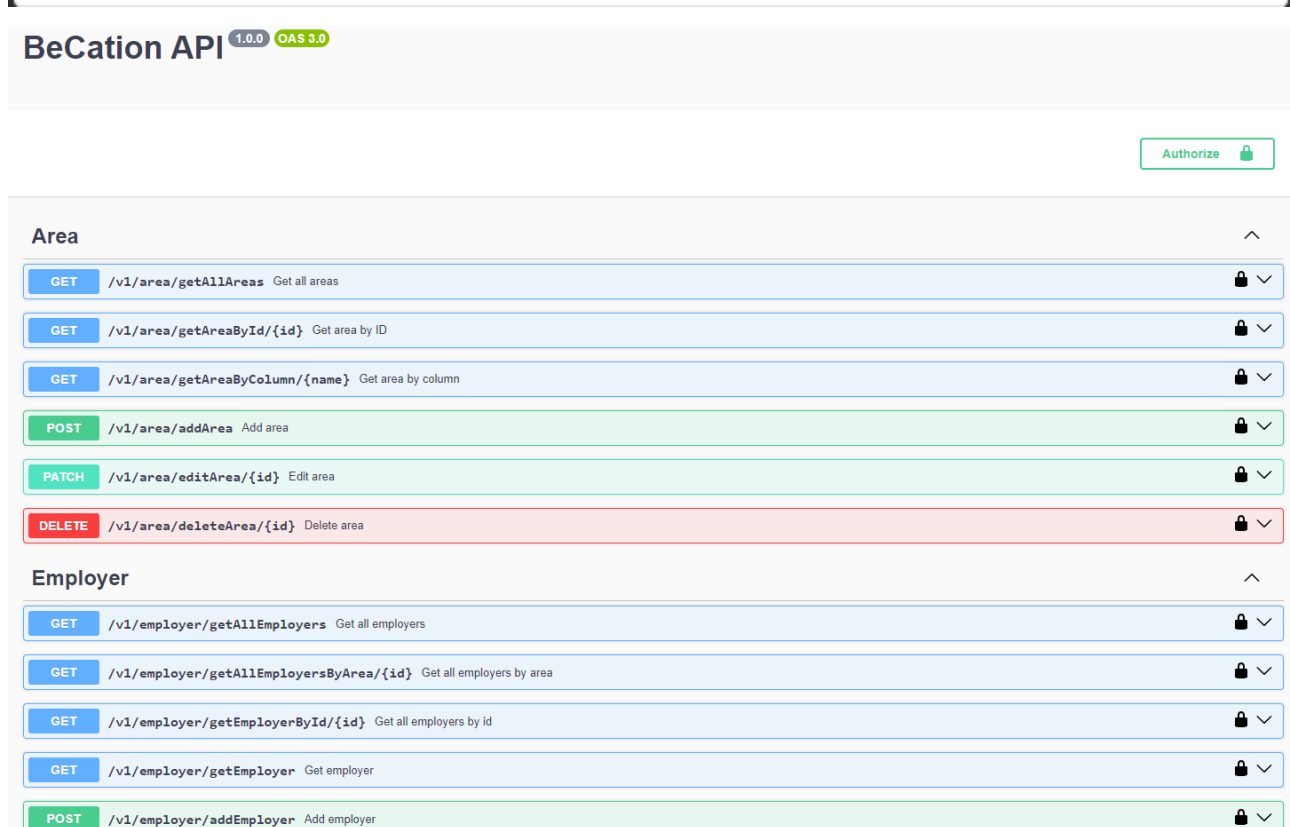 BeCation API 1.0.0 OAS 3.0
Authorize
Area
GET /v1/area/getAllAreas Get all areas
GET /v1/area/getAreaById/{id} Get area by ID
GET /v1/area/getAreaByColumn/{name} Get area by column
POST /v1/area/addArea Add area
PATCH /v1/area/editArea/{id} Edit area
DELETE /v1/area/deleteArea/{id} Delete area
Employer
GET /v1/employer/getAllEmployers Get all employers
GET /v1/employer/getAllEmployersByArea/{id} Get all employers by area
GET /v1/employer/getEmployerById/{id} Get all employers by id
GET /v1/employer/getEmployer Get employer
POST /v1/employer/addEmployer Add employer